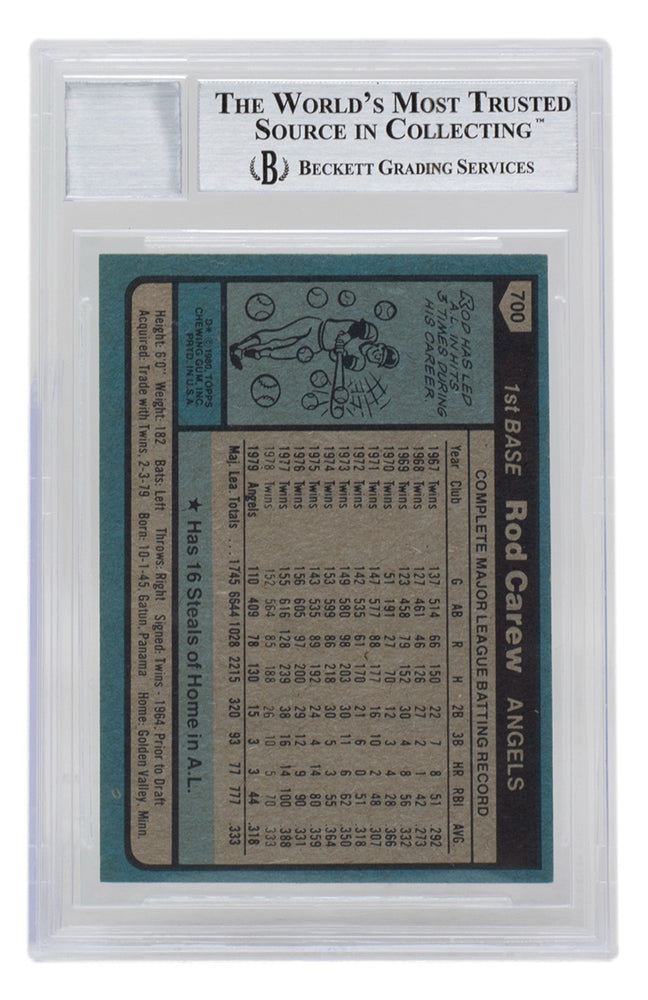 THE WORLD'S MOST TRUSTED
SOURCE IN COLLECTING™
B BECKETT GRADING SERVICES
700 1st BASE Rod Carew ANGELS
ROD HAS LED
A.L. IN HITS
3 TIMES DURING
HIS CAREER.
D★ © 1980, TOPPS
CHEWING GUM, INC.
PRTD. IN U.S.A.
COMPLETE MAJOR LEAGUE BATTING RECORD
Year Club G AB R H 2B 3B HR RBI AVG
1967 Twins 137 514 66 150 22 7 8 51 .292
1968 Twins 127 461 46 127 27 2 1 42 .273
1969 Twins 123 458 79 152 30 4 8 56 .332
1970 Twins 51 191 27 70 12 3 4 28 .366
1971 Twins 147 577 88 177 16 10 2 48 .307
1972 Twins 142 535 61 170 21 6 0 51 .318
1973 Twins 149 580 98 203 30 11 6 62 .350
1974 Twins 153 599 86 218 30 5 3 55 .364
1975 Twins 143 535 89 192 24 4 14 80 .359
1976 Twins 156 605 97 200 29 12 9 90 .331
1977 Twins 155 616 128 239 38 16 14 100 .388
1978 Twins 152 564 85 188 26 10 5 70 .333
1979 Angels 110 409 78 130 15 3 3 44 .318
Maj. Lea. Totals . . . 1745 6644 1028 2215 320 93 77 777 .333
★ Has 16 Steals of Home in A.L.
Height: 6'0" Weight: 182 Bats: Left Throws: Right Signed: Twins - 1964, Prior to Draft
Acquired: Trade with Twins, 2-3-79 Born: 10-1-45, Gatun, Panama Home: Golden Valley, Minn.